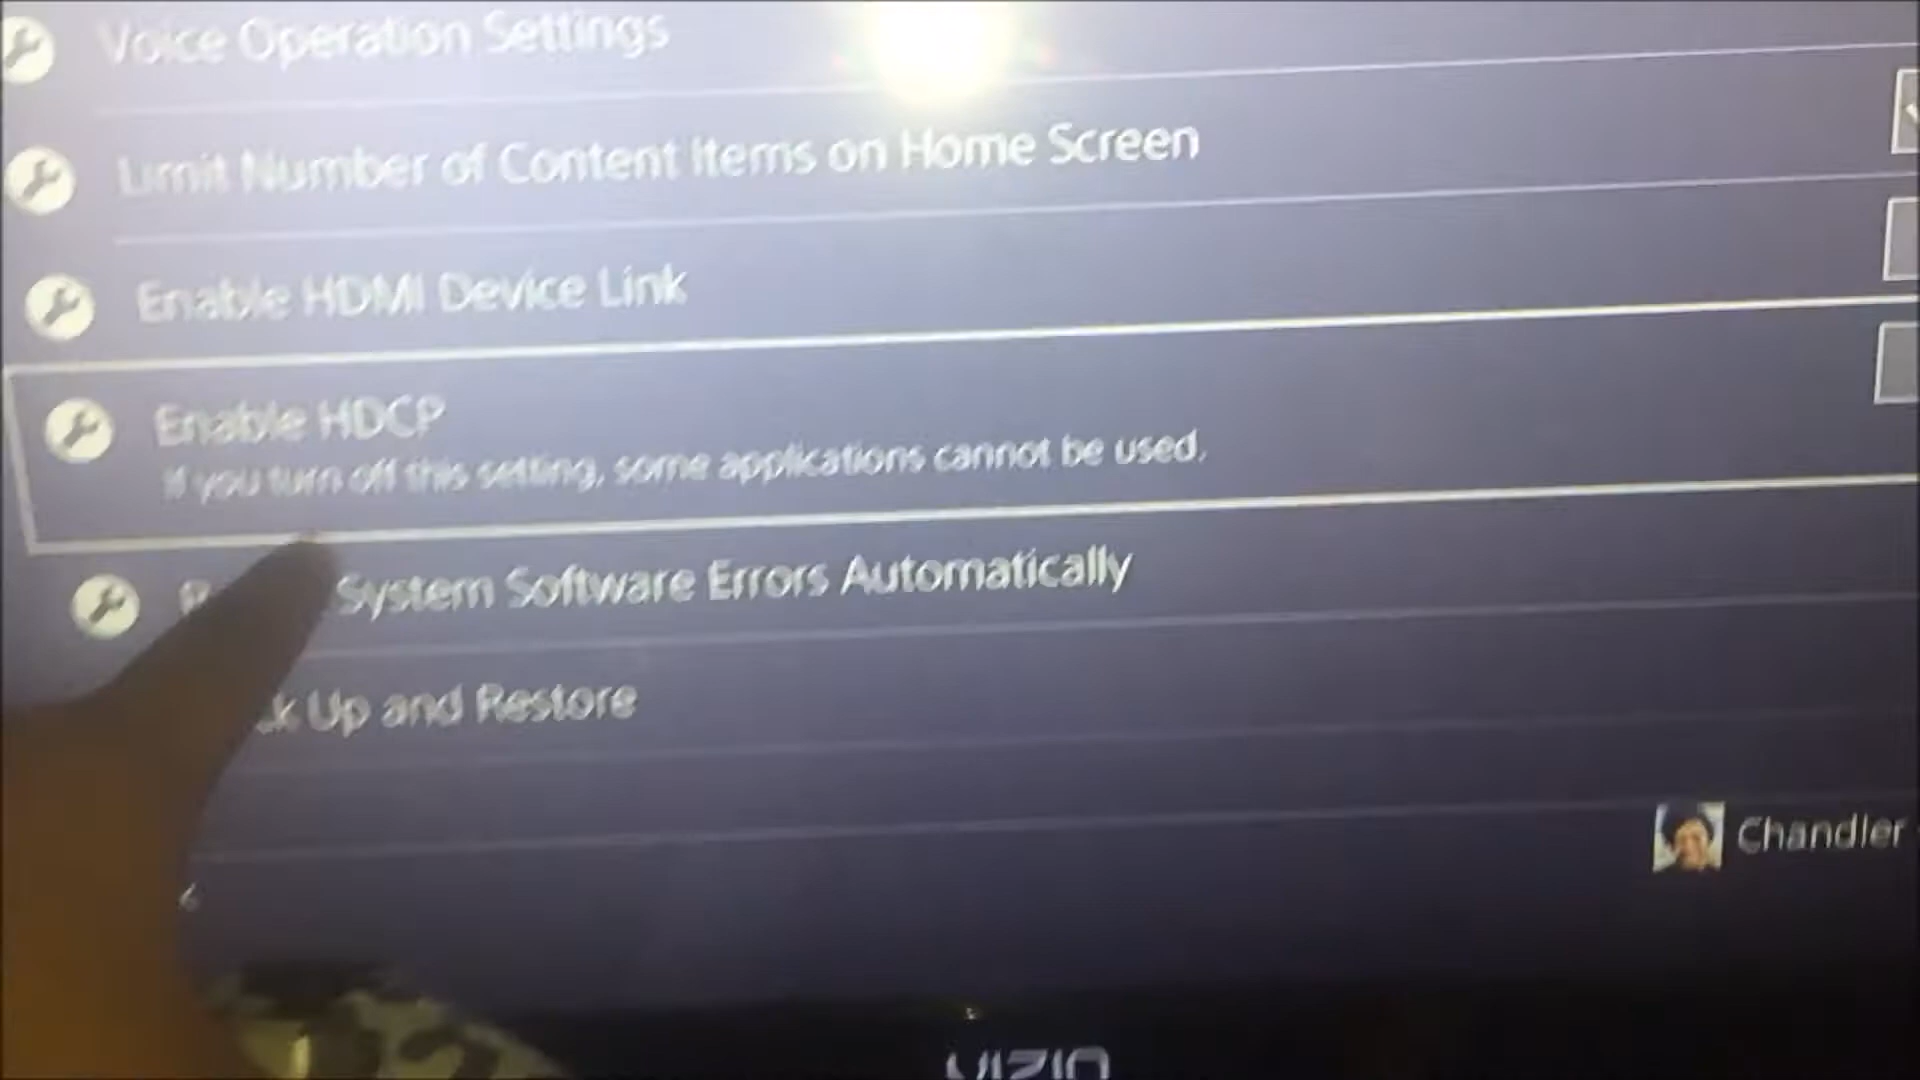 Voice Operation Settings
Limit Number of Content Items on Home Screen
Enable HDMI Device Link
Enable HDCP
If you turn off this setting, some applications cannot be used.
System Software Errors Automatically
k Up and Restore
Chandler
VIZIO